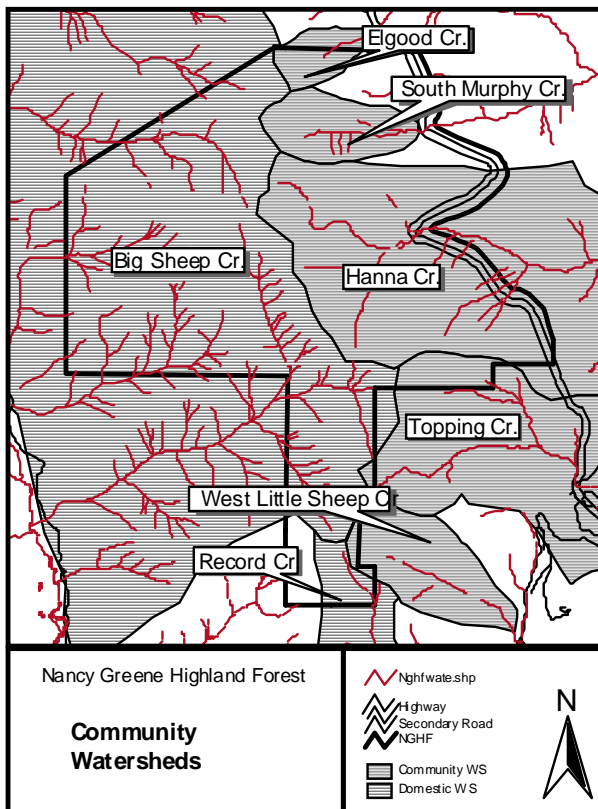 Elgood Cr.
South Murphy Cr.
Big Sheep Cr.
Hanna Cr.
Topping Cr.
West Little Sheep C
Record Cr
Nancy Greene Highland Forest
Community
Watersheds
Nghfwate.shp
Highway
Secondary Road
NGHF
Community WS
Domestic WS
N